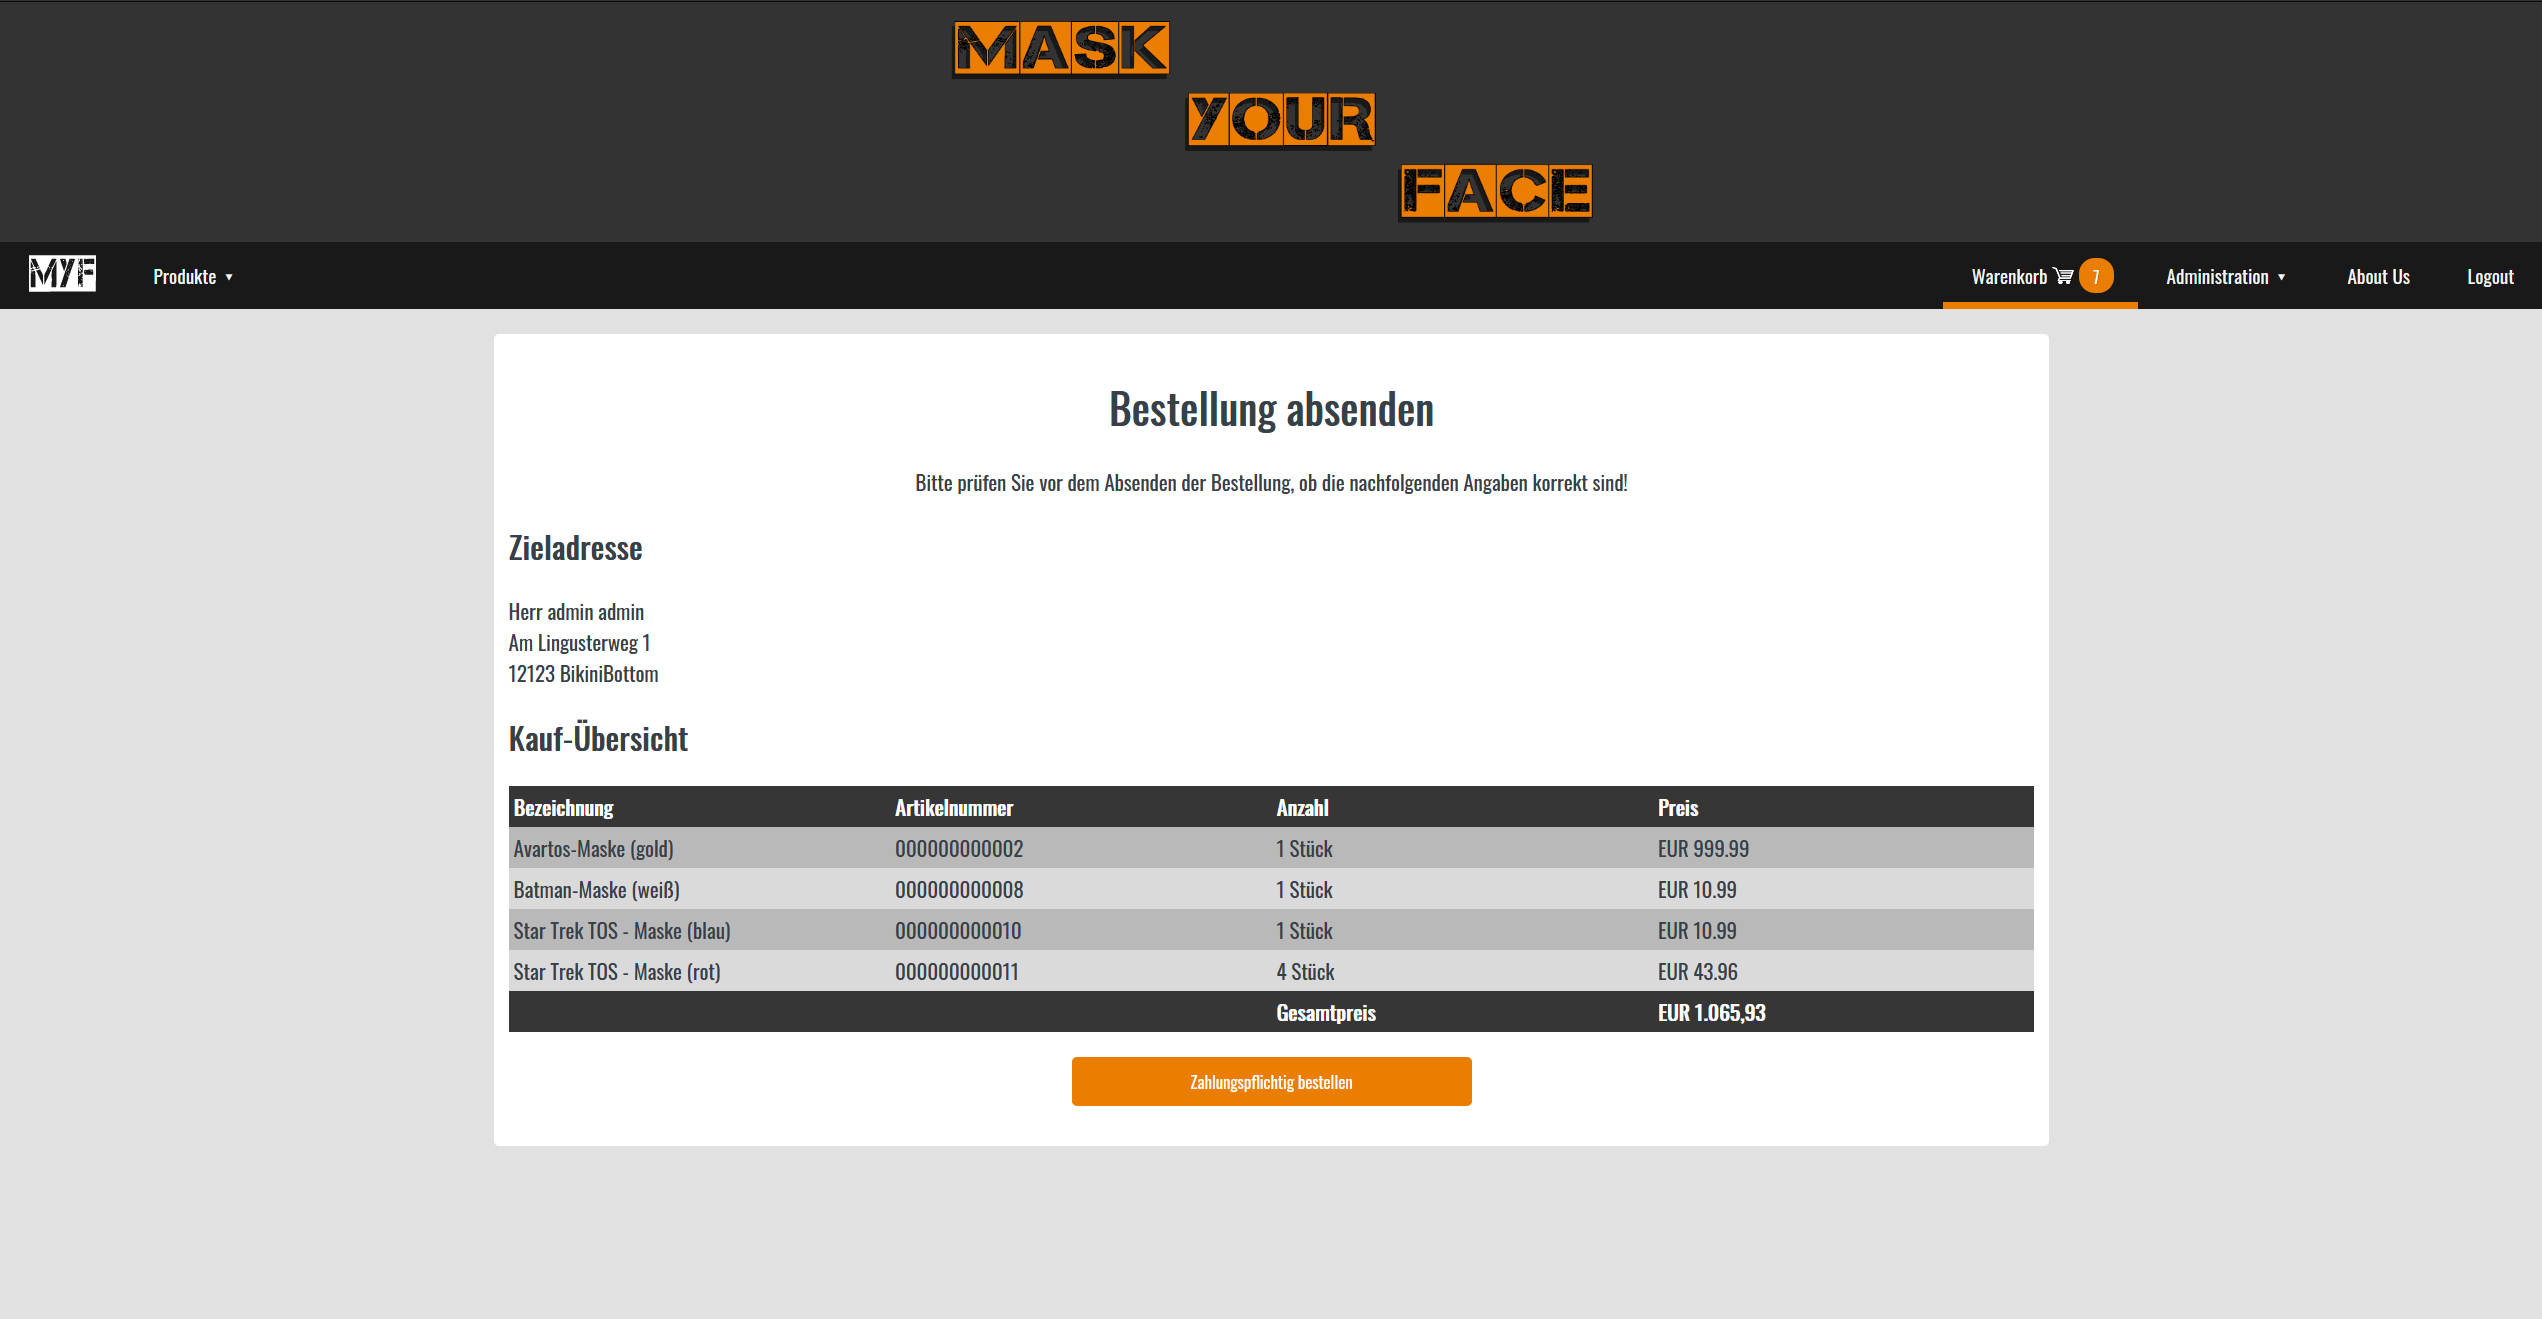 MASK
YOUR
FACE
MYF Produkte ▼ Warenkorb 7 Administration ▼ About Us Logout
Bestellung absenden
Bitte prüfen Sie vor dem Absenden der Bestellung, ob die nachfolgenden Angaben korrekt sind!
Zieladresse
Herr admin admin
Am Lingusterweg 1
12123 BikiniBottom
Kauf-Übersicht
Bezeichnung Artikelnummer Anzahl Preis
Avartos-Maske (gold) 000000000002 1 Stück EUR 999.99
Batman-Maske (weiß) 000000000008 1 Stück EUR 10.99
Star Trek TOS - Maske (blau) 000000000010 1 Stück EUR 10.99
Star Trek TOS - Maske (rot) 000000000011 4 Stück EUR 43.96
Gesamtpreis EUR 1.065,93
Zahlungspflichtig bestellen